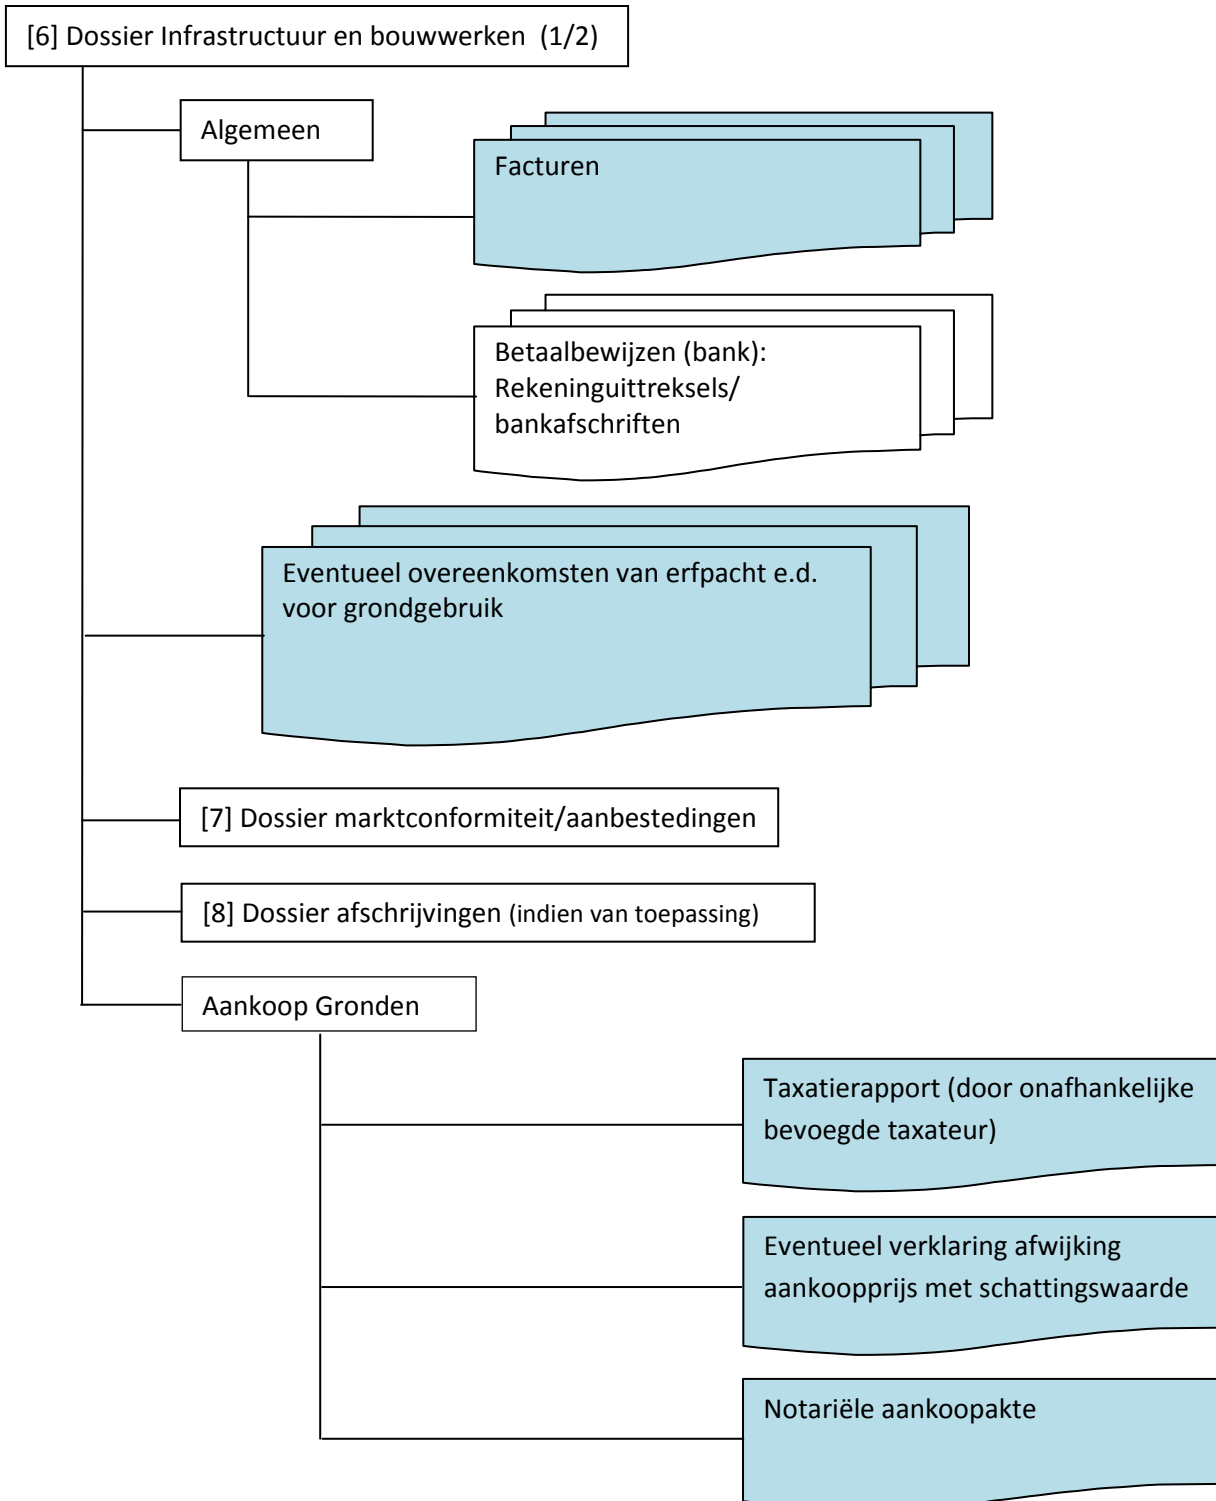 [6] Dossier Infrastructuur en bouwwerken (1/2)
Algemeen
Facturen
Betaalbewijzen (bank):
Rekeninguittreksels/
bankafschriften
Eventueel overeenkomsten van erfpacht e.d.
voor grondgebruik
[7] Dossier marktconformiteit/aanbestedingen
[8] Dossier afschrijvingen (indien van toepassing)
Aankoop Gronden
Taxatierapport (door onafhankelijke
bevoegde taxateur)
Eventueel verklaring afwijking
aankoopprijs met schattingswaarde
Notariële aankoopakte